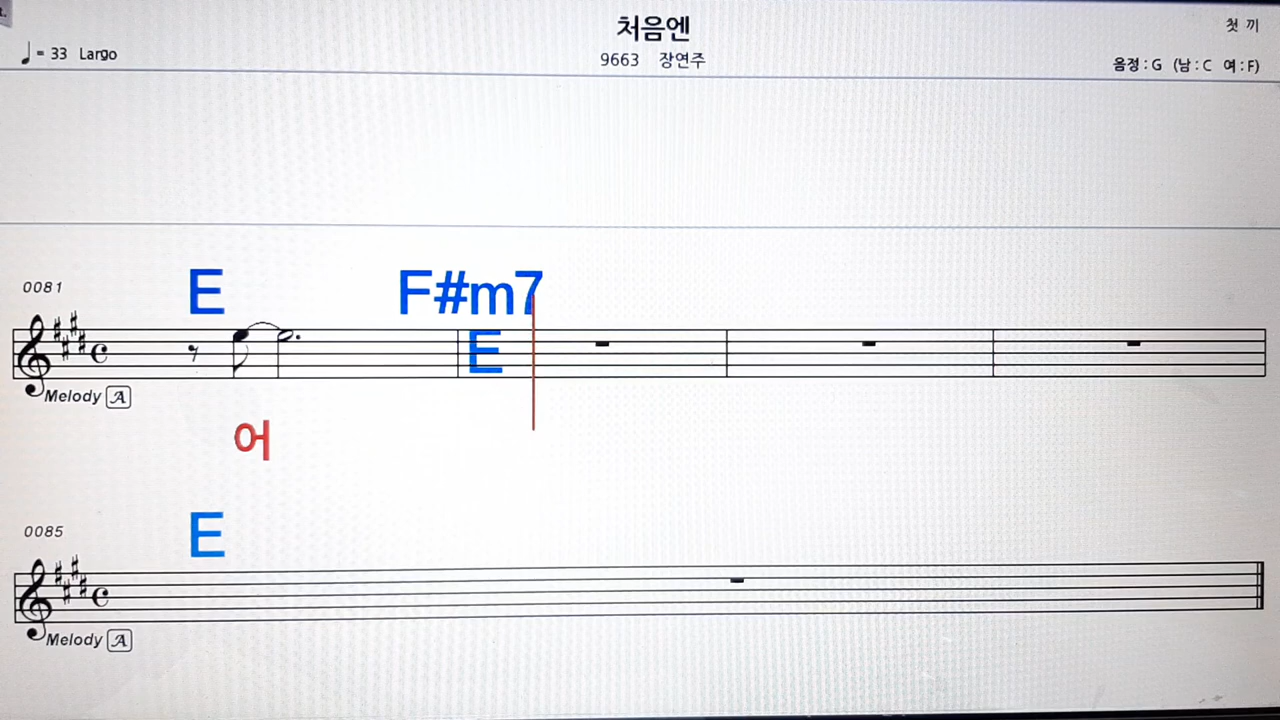 처음엔
첫 끼
♩= 33 Largo
9663 장연주
음정 : G (남 : C 여 : F)
0081
E F#m7
E
Melody A
어
0085
E
Melody A